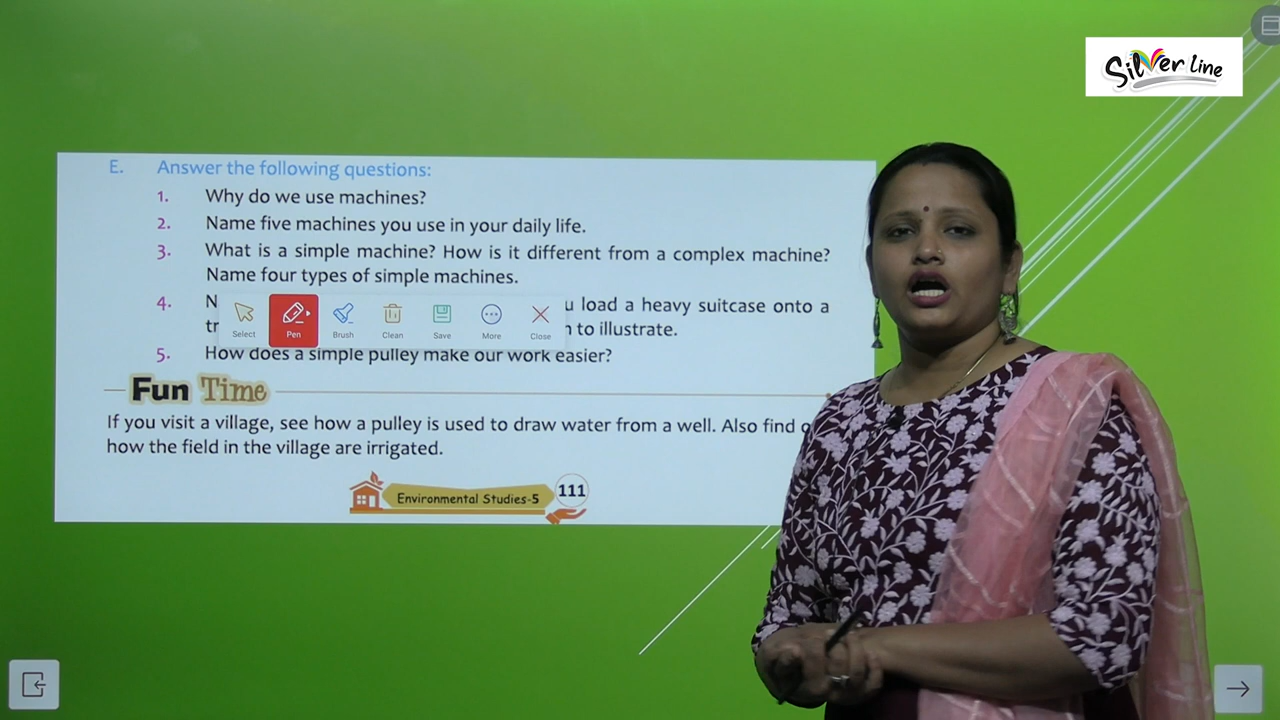 Silver Line
E. Answer the following questions:
1. Why do we use machines?
2. Name five machines you use in your daily life.
3. What is a simple machine? How is it different from a complex machine?
Name four types of simple machines.
4. N u load a heavy suitcase onto a
tr to illustrate.
Select Pen Brush Clean Save More Close
5. How does a simple pulley make our work easier?
Fun Time
If you visit a village, see how a pulley is used to draw water from a well. Also find
how the field in the village are irrigated.
Environmental Studies-5 111